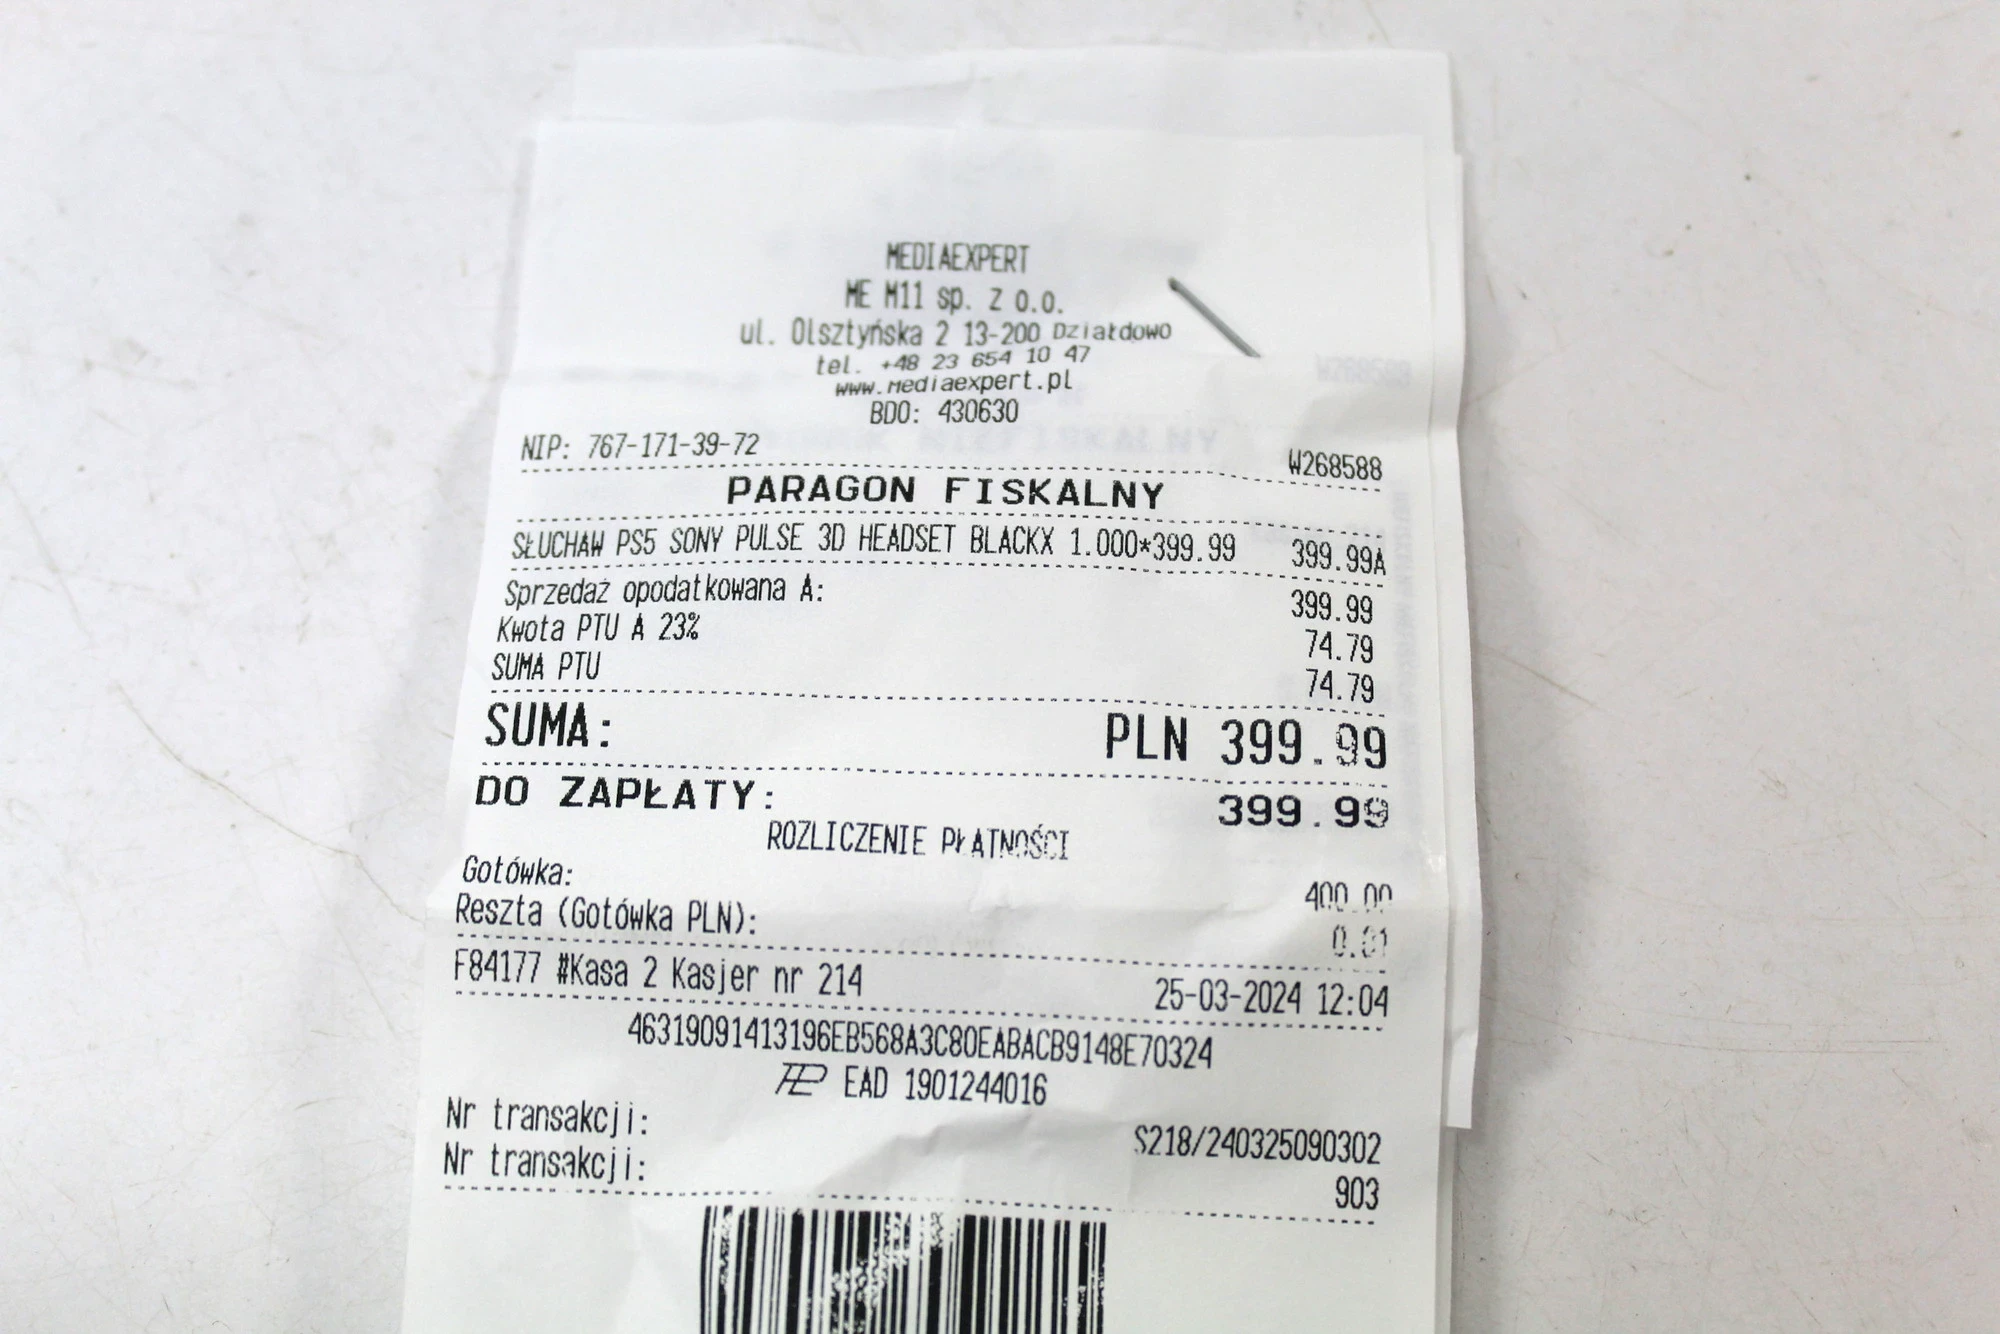 MEDIAEXPERT
ME M11 sp. Z o.o.
ul. Olsztyńska 2 13-200 Działdowo
tel. +48 23 654 10 47
www.mediaexpert.pl
BDO: 430630
NIP: 767-171-39-72 W268588
PARAGON FISKALNY
SŁUCHAW PS5 SONY PULSE 3D HEADSET BLACKX 1.000*399.99 399.99A
Sprzedaż opodatkowana A: 399.99
Kwota PTU A 23% 74.79
SUMA PTU 74.79
SUMA: PLN 399.99
DO ZAPŁATY: 399.99
ROZLICZENIE PŁATNOŚCI
Gotówka: 400.00
Reszta (Gotówka PLN): 0.01
F84177 #Kasa 2 Kasjer nr 214 25-03-2024 12:04
46319091413196EB568A3C80EABACB9148E70324
EAD 1901244016
Nr transakcji: S218/240325090302
Nr transakcji: 903